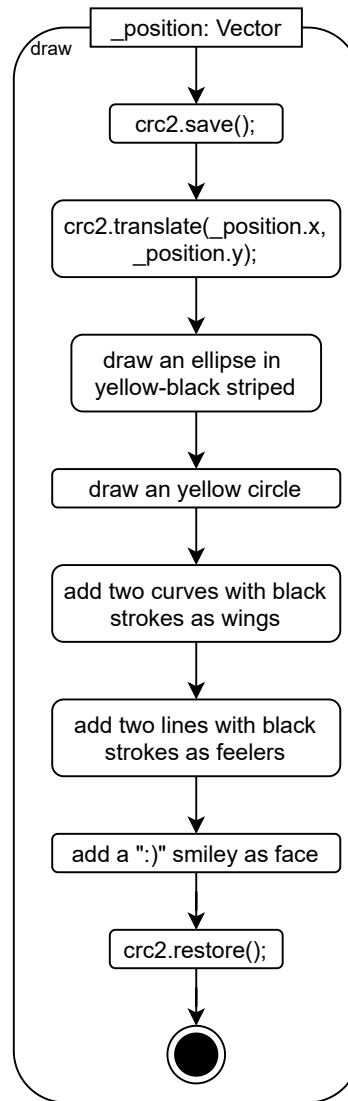 _position: Vector
draw
crc2.save();
crc2.translate(_position.x,
_position.y);
draw an ellipse in
yellow-black striped
draw an yellow circle
add two curves with black
strokes as wings
add two lines with black
strokes as feelers
add a ":)" smiley as face
crc2.restore();